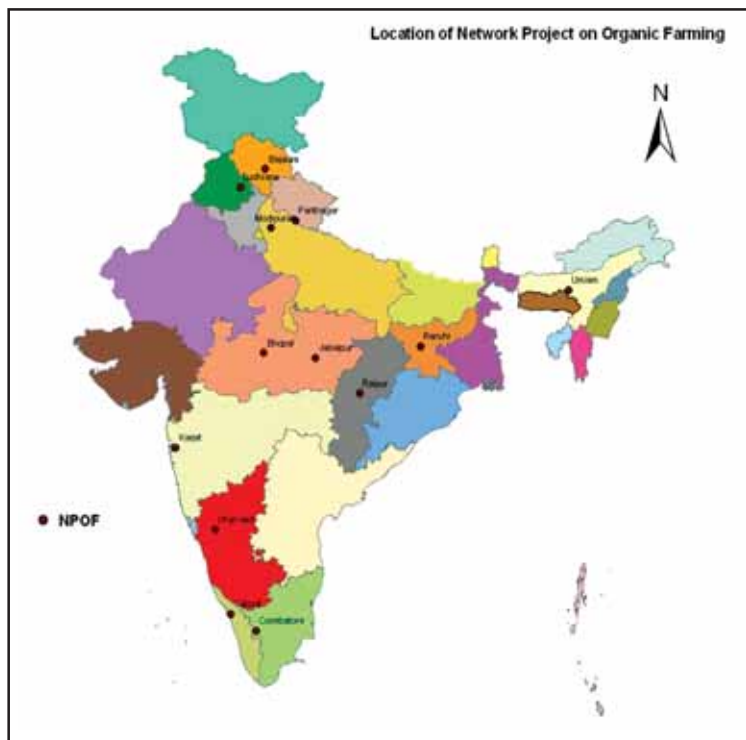 Location of Network Project on Organic Farming
N
Bajaura
Ludhiana
Modipuram
Pantnagar
Umiam
Bhopal
Jabalpur
Ranchi
Raipur
Karjat
NPOF
Dharwad
Coimbatore